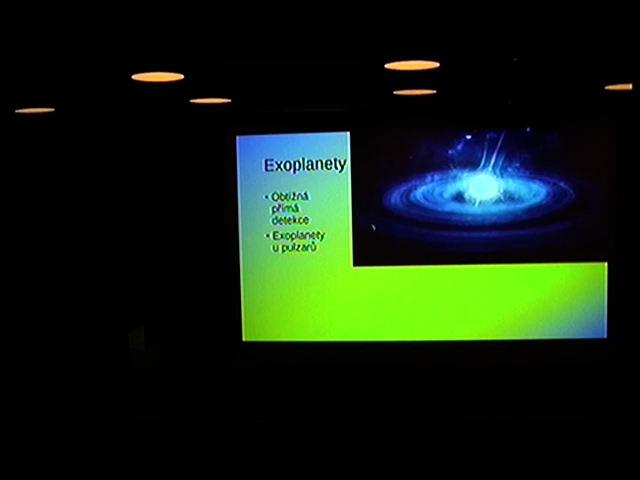 Exoplanety
• Obtížná
přímá
detekce
• Exoplanety
u pulzarů